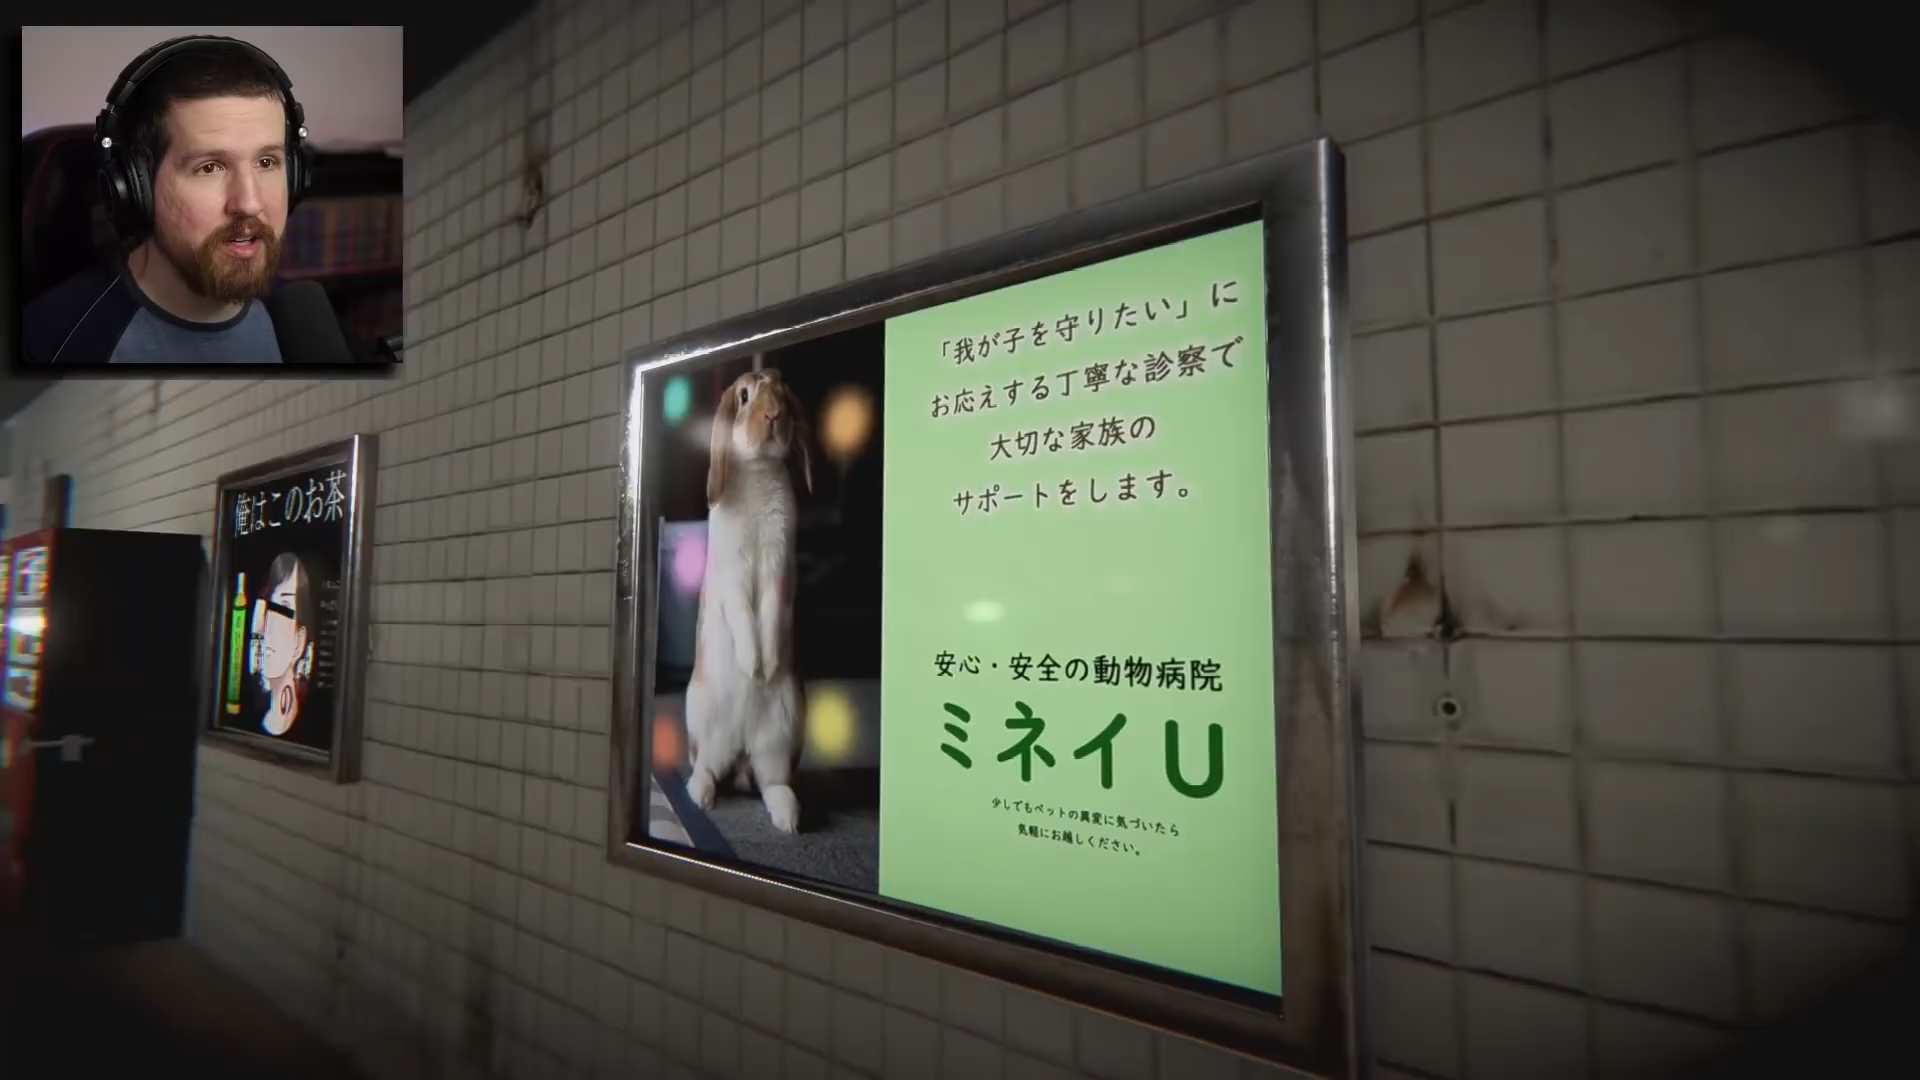 俺はこのお茶
「我が子を守りたい」に
お応えする丁寧な診察で
大切な家族の
サポートをします。
安心・安全の動物病院
ミネイU
少しでもペットの異変に気づいたら
気軽にお越しください。